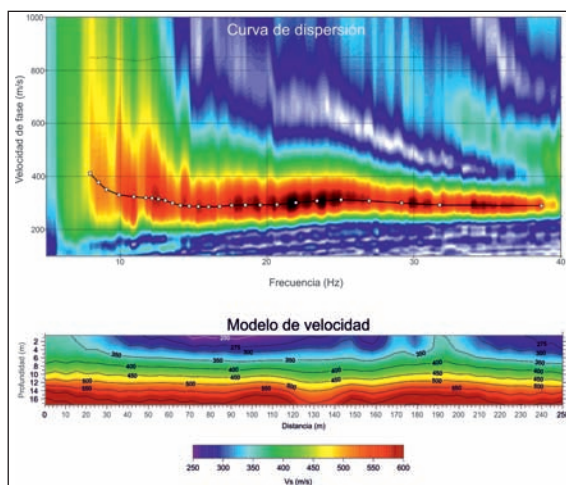 Curva de dispersión
1000
800
600
400
200
Velocidad de fase (m/s)
10 20 30 40
Frecuencia (Hz)
Modelo de velocidad
2
4
6
8
10
12
14
16
Profundidad (m)
350 400 450 500 275 300
0 10 20 30 40 50 60 70 80 90 100 110 120 130 140 150 160 170 180 190 200 210 220 230 240 250
Distancia (m)
250 300 350 400 450 500 550 600
Vs (m/s)